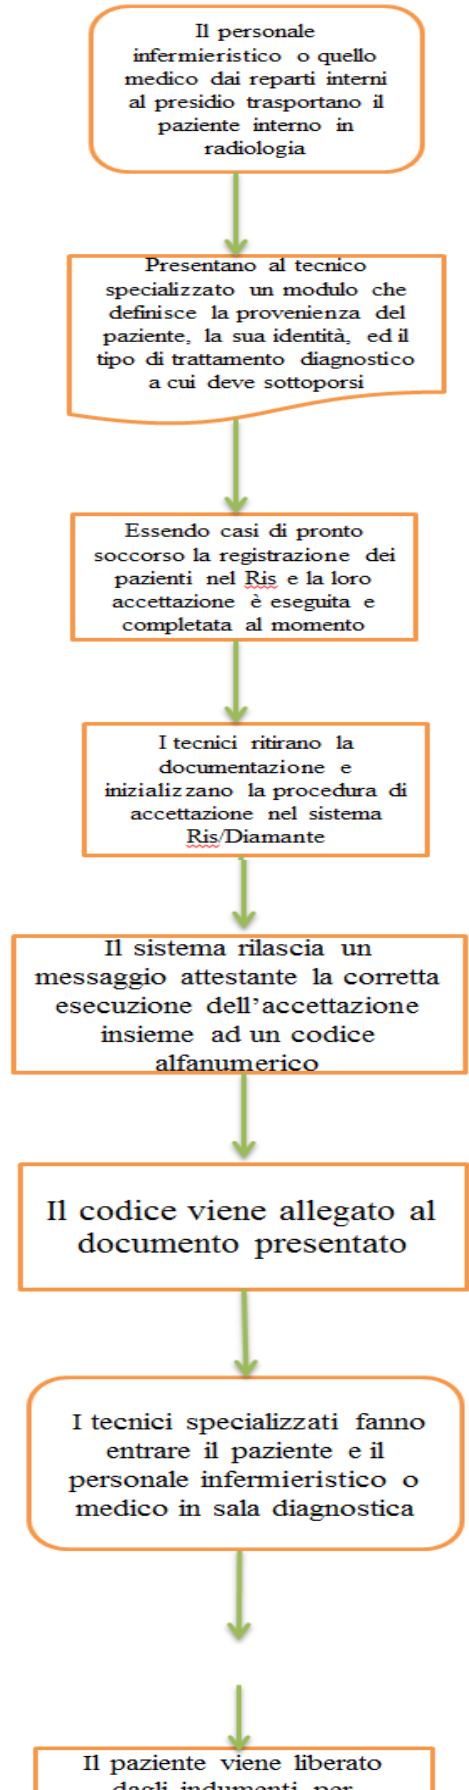 Il personale
infermieristico o quello
medico dai reparti interni
al presidio trasportano il
paziente interno in
radiologia
Presentano al tecnico
specializzato un modulo che
definisce la provenienza del
paziente, la sua identità, ed il
tipo di trattamento diagnostico
a cui deve sottoporsi
Essendo casi di pronto
soccorso la registrazione dei
pazienti nel Ris e la loro
accettazione è eseguita e
completata al momento
I tecnici ritirano la
documentazione e
inizializzano la procedura di
accettazione nel sistema
Ris/Diamante
Il sistema rilascia un
messaggio attestante la corretta
esecuzione dell’accettazione
insieme ad un codice
alfanumerico
Il codice viene allegato al
documento presentato
I tecnici specializzati fanno
entrare il paziente e il
personale infermieristico o
medico in sala diagnostica
Il paziente viene liberato
dagli indumenti per